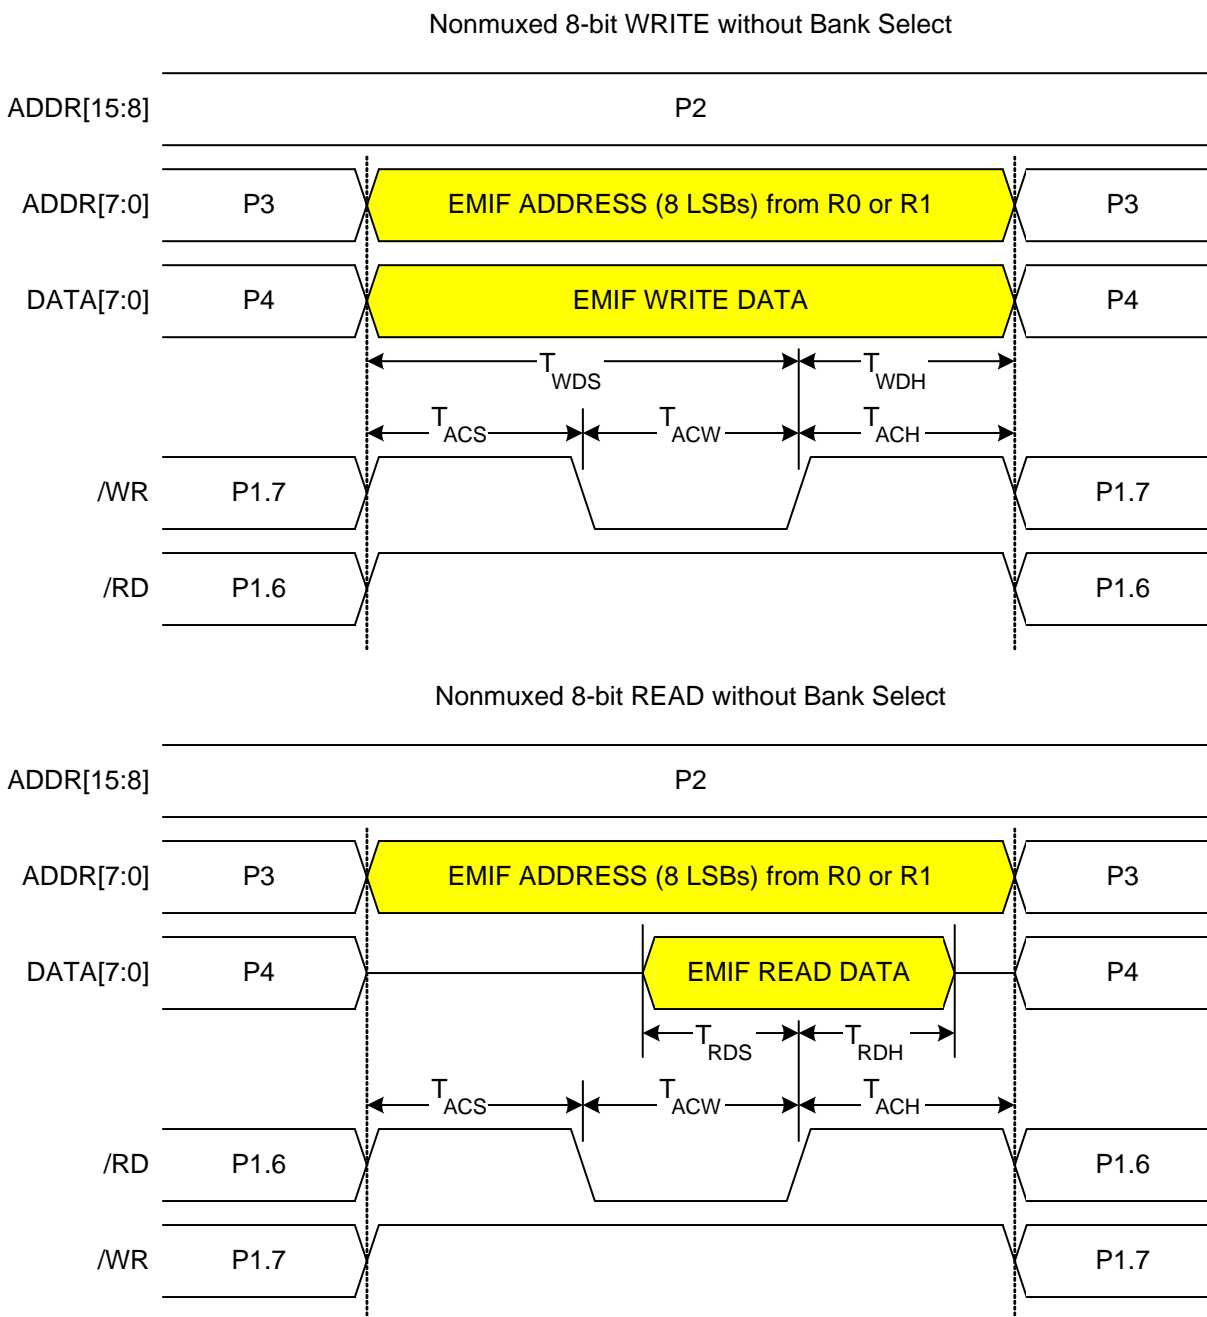 Nonmuxed 8-bit WRITE without Bank Select
ADDR[15:8] P2
ADDR[7:0] P3 EMIF ADDRESS (8 LSBs) from R0 or R1 P3
DATA[7:0] P4 EMIF WRITE DATA P4
TWDS TWDH
TACS TACW TACH
/WR P1.7 P1.7
/RD P1.6 P1.6
Nonmuxed 8-bit READ without Bank Select
ADDR[15:8] P2
ADDR[7:0] P3 EMIF ADDRESS (8 LSBs) from R0 or R1 P3
DATA[7:0] P4 EMIF READ DATA P4
TRDS TRDH
TACS TACW TACH
/RD P1.6 P1.6
/WR P1.7 P1.7